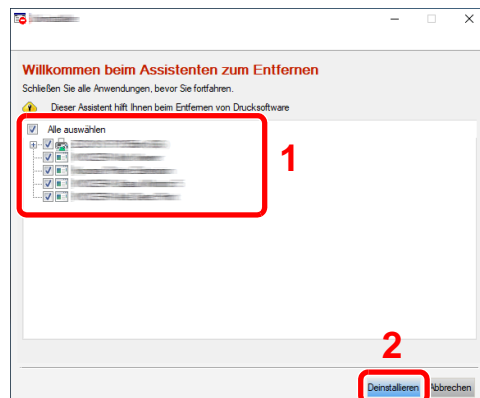 Willkommen beim Assistenten zum Entfernen
Schließen Sie alle Anwendungen, bevor Sie fortfahren.
Dieser Assistent hilft Ihnen beim Entfernen von Drucksoftware
Alle auswählen
1
2
Deinstallieren
Abbrechen